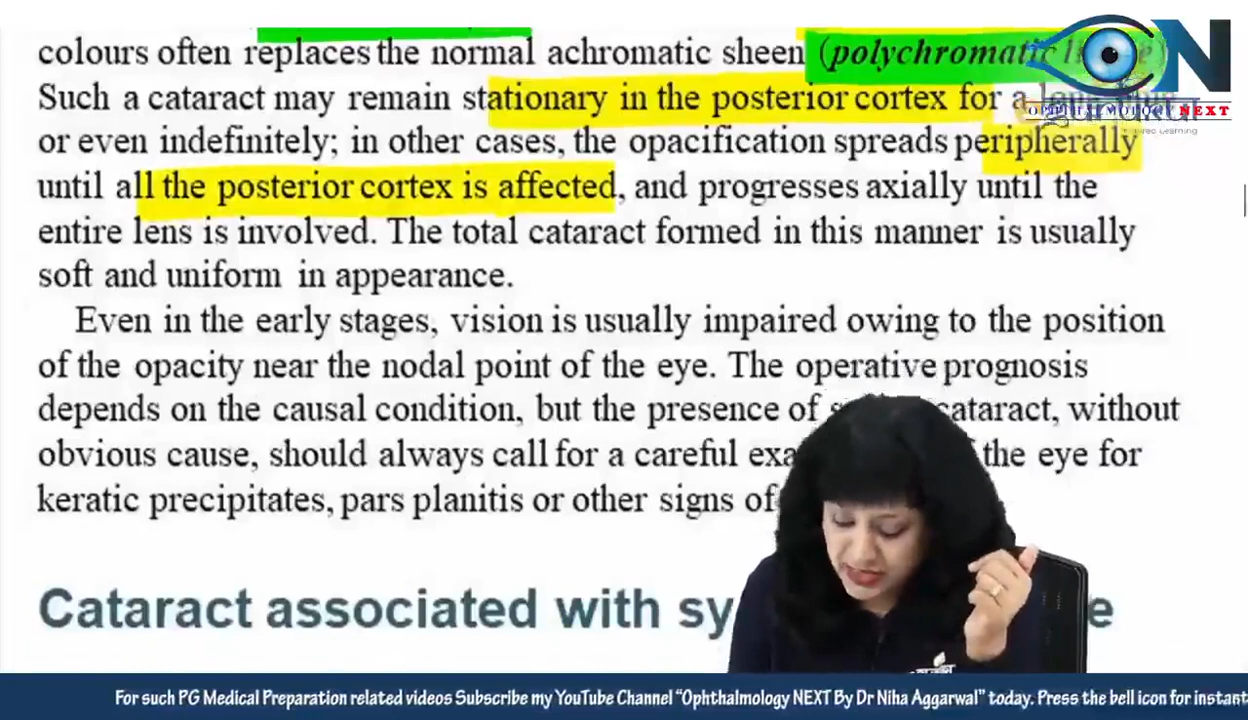 colours often replaces the normal achromatic sheen (polychromatic
Such a cataract may remain stationary in the posterior cortex for a
or even indefinitely; in other cases, the opacification spreads peripherally
until all the posterior cortex is affected, and progresses axially until the
entire lens is involved. The total cataract formed in this manner is usually
soft and uniform in appearance.
Even in the early stages, vision is usually impaired owing to the position
of the opacity near the nodal point of the eye. The operative prognosis
depends on the causal condition, but the presence of cataract, without
obvious cause, should always call for a careful the eye for
keratic precipitates, pars planitis or other signs of
Cataract associated with
N
OPHTHALMOLOGY NEXT
Learning
For such PG Medical Preparation related videos Subscribe my YouTube Channel “Ophthalmology NEXT By Dr Niha Aggarwal” today. Press the bell icon for instant